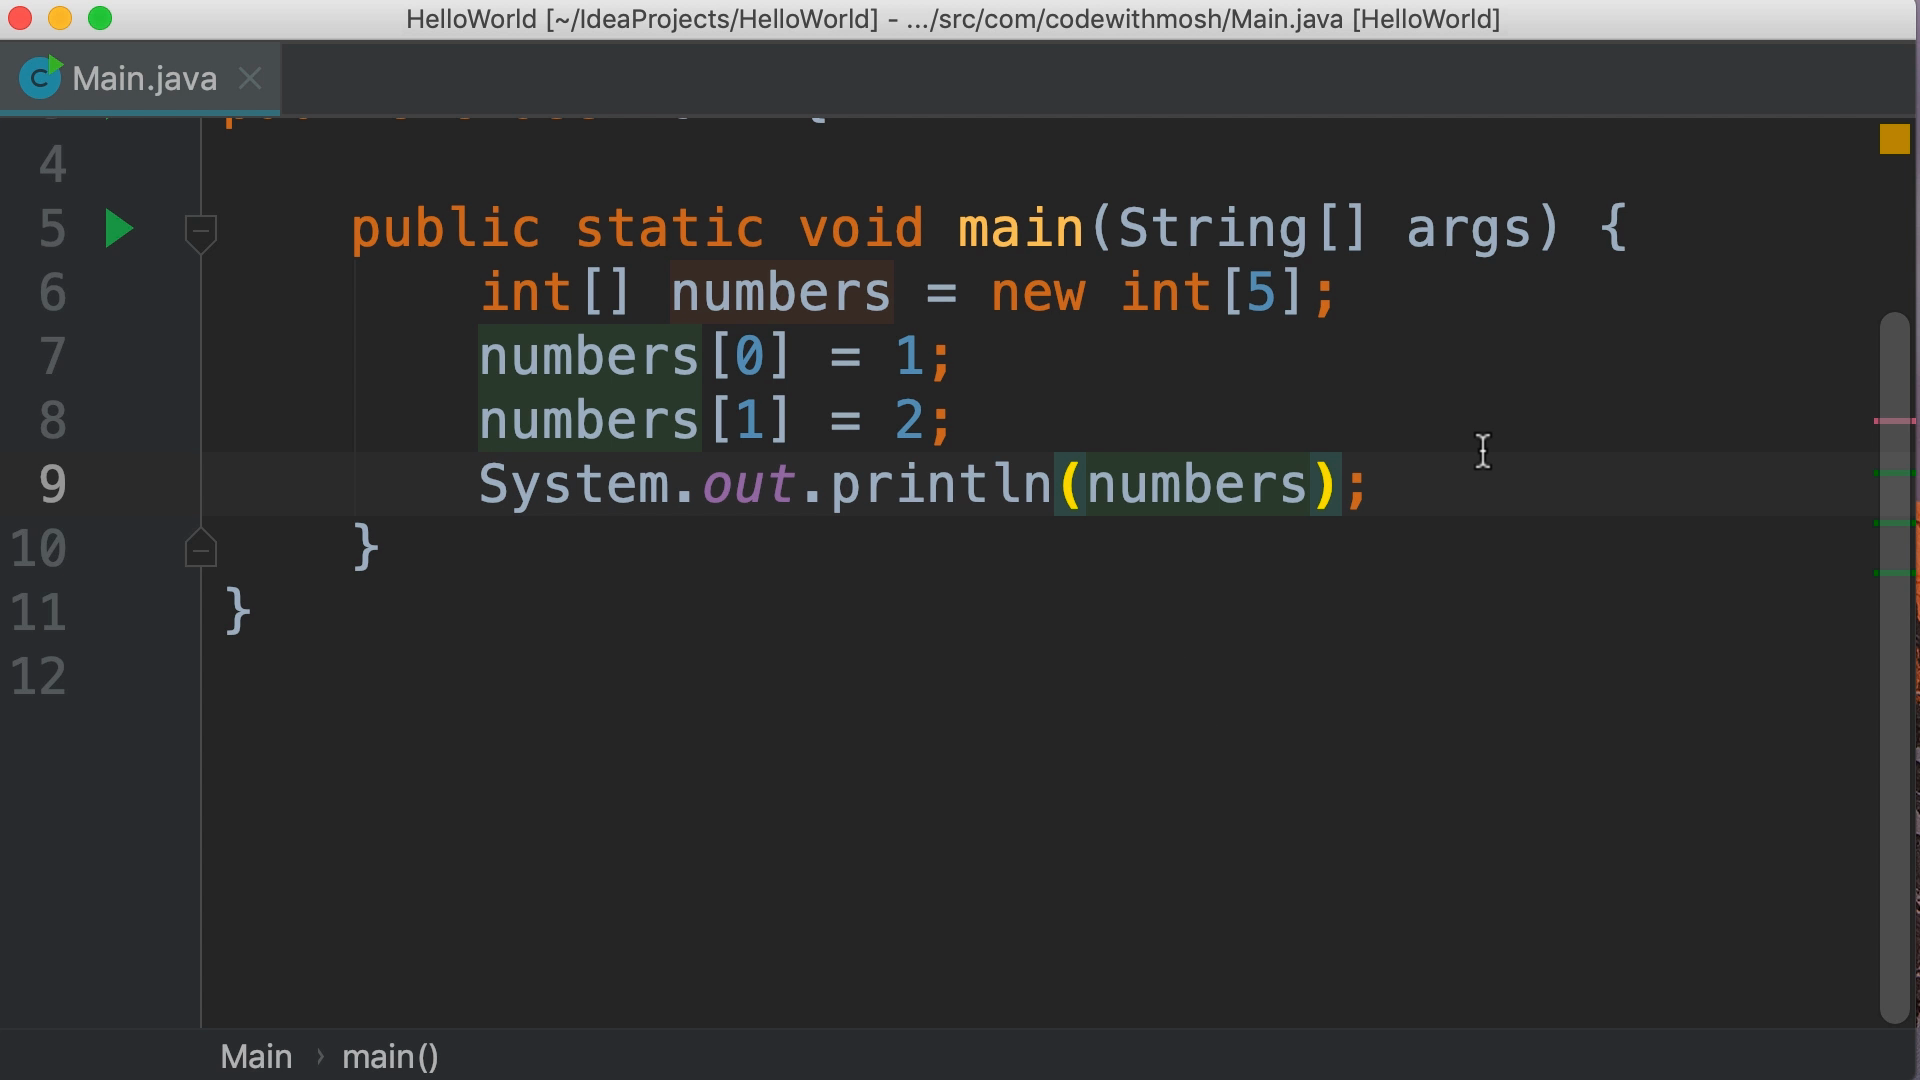 HelloWorld [~/IdeaProjects/HelloWorld] - .../src/com/codewithmosh/Main.java [HelloWorld]
Main.java
4
5 public static void main(String[] args) {
6 int[] numbers = new int[5];
7 numbers[0] = 1;
8 numbers[1] = 2;
9 System.out.println(numbers);
10 }
11 }
12
Main › main()